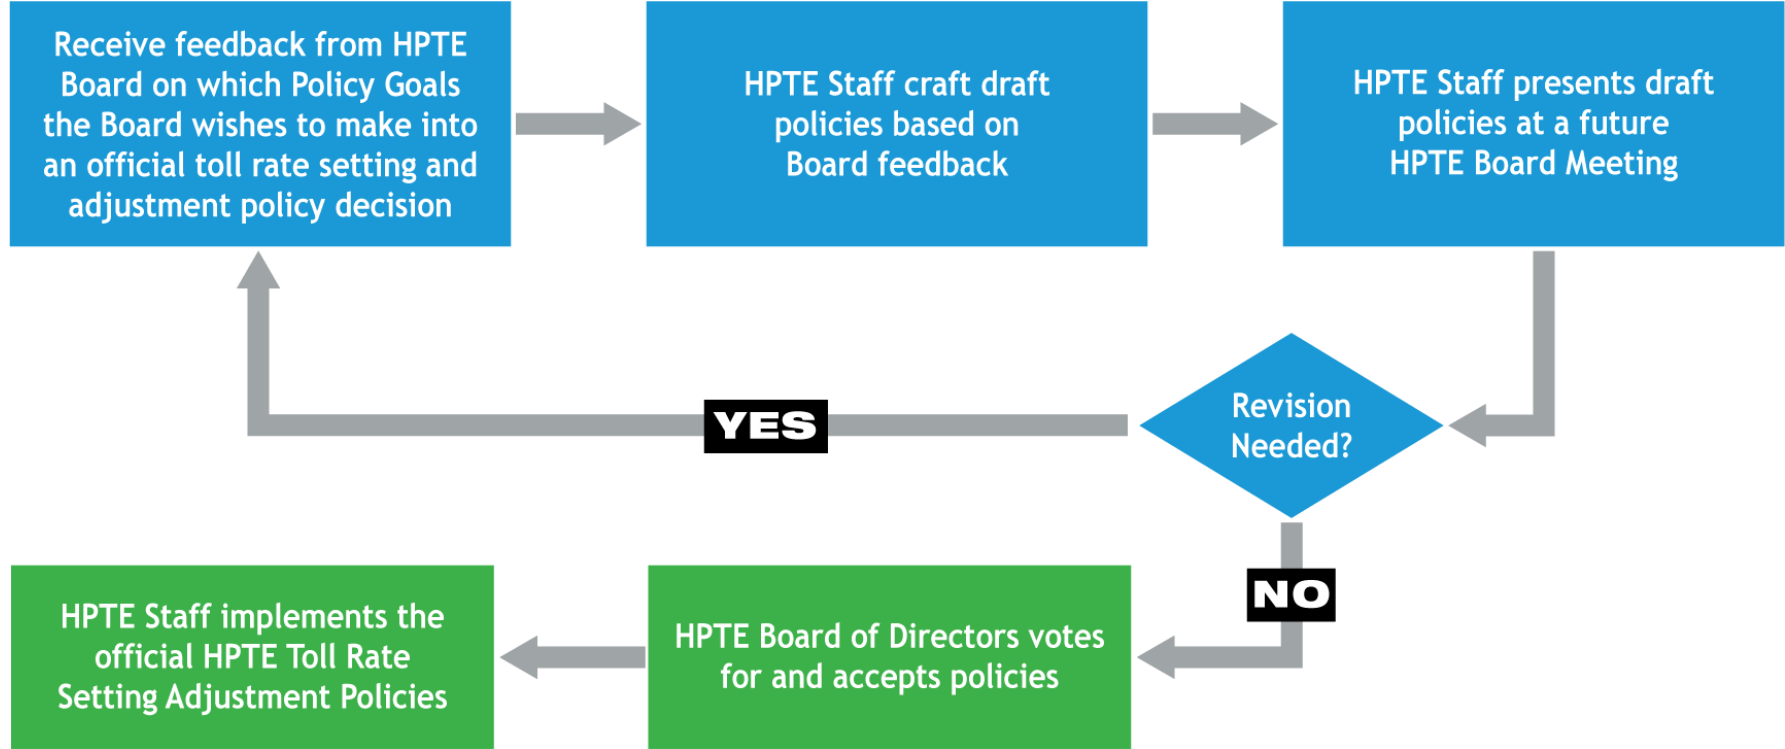 Receive feedback from HPTE
Board on which Policy Goals
the Board wishes to make into
an official toll rate setting and
adjustment policy decision
HPTE Staff craft draft
policies based on
Board feedback
HPTE Staff presents draft
policies at a future
HPTE Board Meeting
Revision
Needed?
YES
NO
HPTE Board of Directors votes
for and accepts policies
HPTE Staff implements the
official HPTE Toll Rate
Setting Adjustment Policies